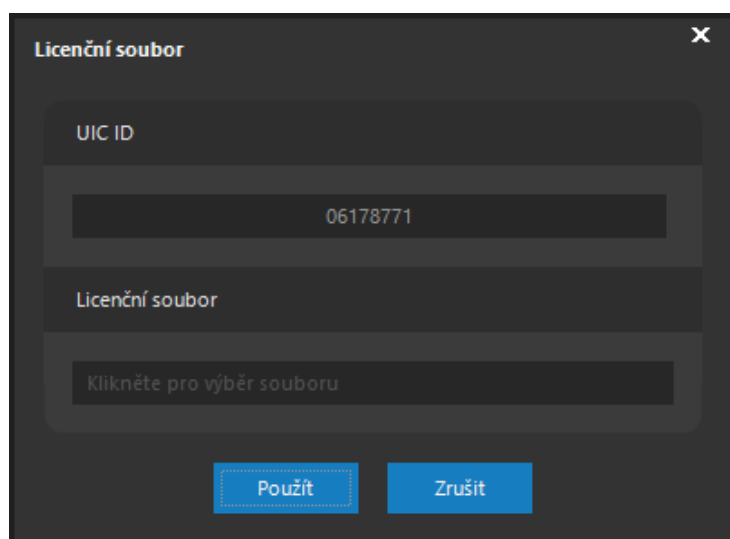 Licenční soubor
UIC ID
06178771
Licenční soubor
Klikněte pro výběr souboru
Použít
Zrušit